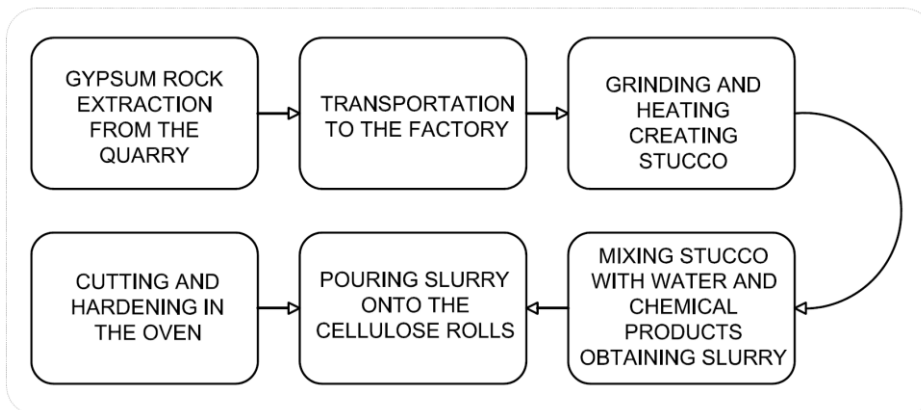 GYPSUM ROCK
EXTRACTION
FROM THE
QUARRY
TRANSPORTATION
TO THE FACTORY
GRINDING AND
HEATING
CREATING
STUCCO
CUTTING AND
HARDENING IN
THE OVEN
POURING SLURRY
ONTO THE
CELLULOSE ROLLS
MIXING STUCCO
WITH WATER AND
CHEMICAL
PRODUCTS
OBTAINING SLURRY